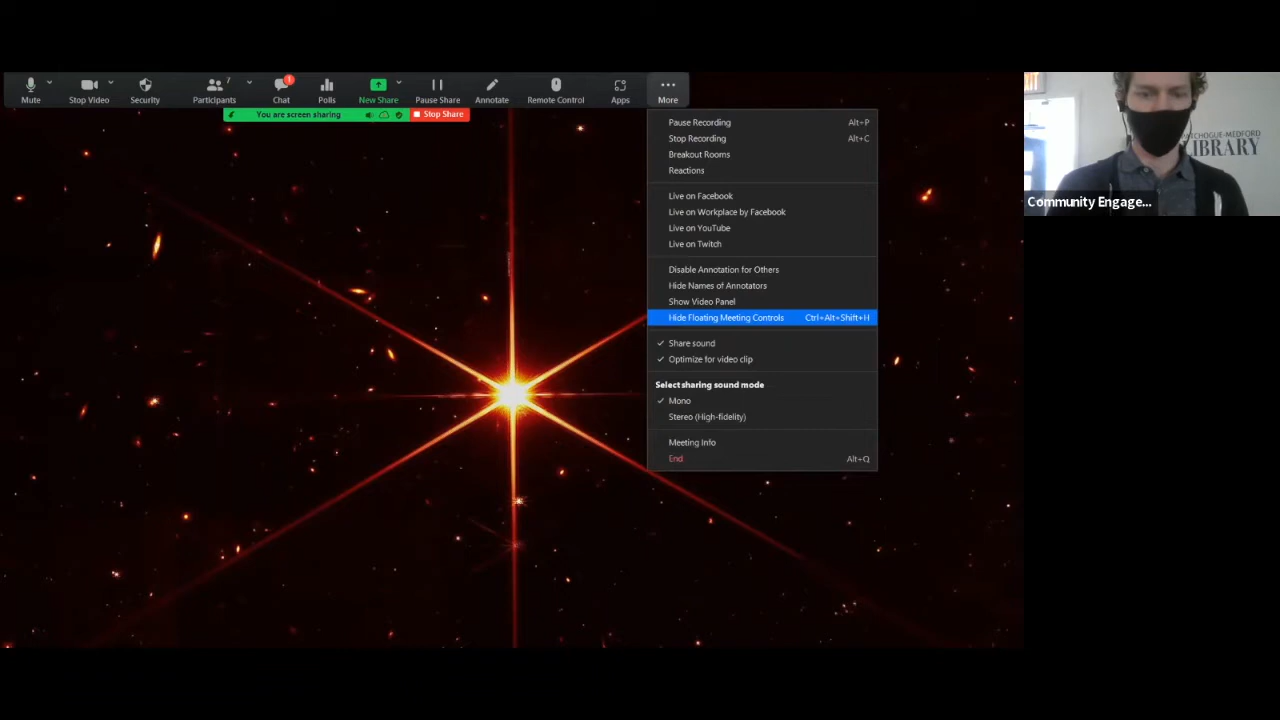 Mute
Stop Video
Security
Participants
7
Chat
1
Polls
New Share
Pause Share
Annotate
Remote Control
Apps
More
You are screen sharing
Stop Share
Pause Recording Alt+P
Stop Recording Alt+C
Breakout Rooms
Reactions
Live on Facebook
Live on Workplace by Facebook
Live on YouTube
Live on Twitch
Disable Annotation for Others
Hide Names of Annotators
Show Video Panel
Hide Floating Meeting Controls Ctrl+Alt+Shift+H
Share sound
Optimize for video clip
Select sharing sound mode
Mono
Stereo (High-fidelity)
Meeting Info
End Alt+Q
TCHOGUE-MEDFORD
LIBRARY
Community Engage...